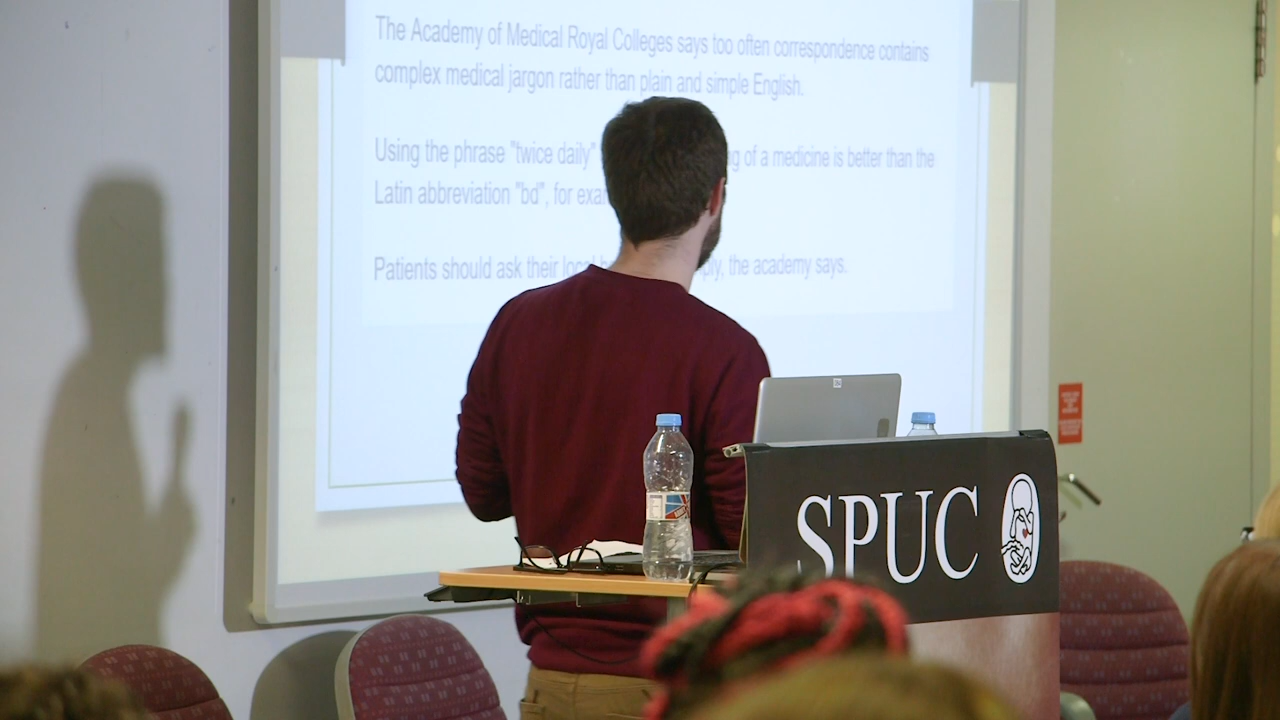 The Academy of Medical Royal Colleges says too often correspondence contains
complex medical jargon rather than plain and simple English.
Using the phrase "twice daily" of a medicine is better than the
Latin abbreviation "bd", for
Patients should ask their local the academy says.
SPUC